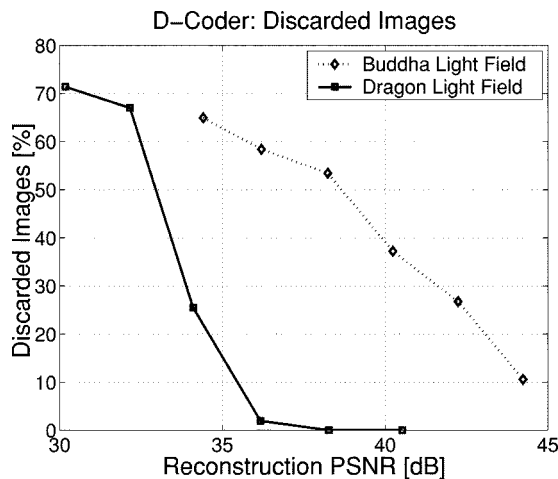 D-Coder: Discarded Images
80
70
60
50
40
30
20
10
0
Discarded Images [%]
Buddha Light Field
Dragon Light Field
30 35 40 45
Reconstruction PSNR [dB]